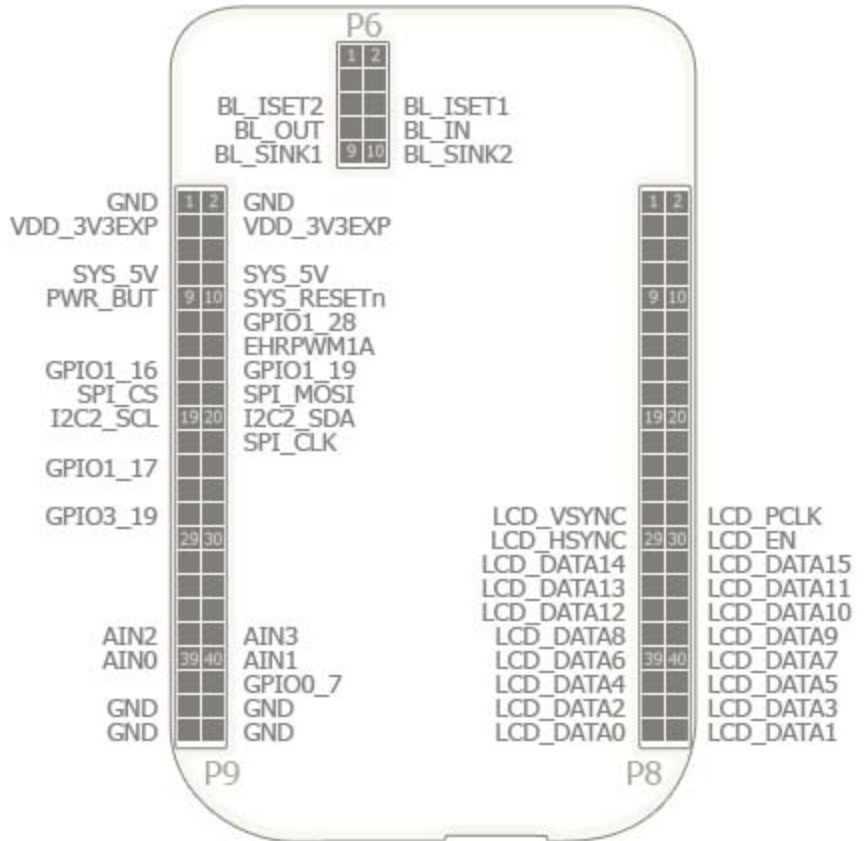 P6
1 2
BL_ISET2 BL_ISET1
BL_OUT BL_IN
BL_SINK1 9 10 BL_SINK2
GND 1 2 GND 1 2
VDD_3V3EXP VDD_3V3EXP
SYS_5V SYS_5V
PWR_BUT 9 10 SYS_RESETn 9 10
GPIO1_28
EHRPWM1A
GPIO1_16 GPIO1_19
SPI_CS SPI_MOSI
I2C2_SCL 19 20 I2C2_SDA 19 20
SPI_CLK
GPIO1_17
GPIO3_19 LCD_VSYNC LCD_PCLK
29 30 LCD_HSYNC 29 30 LCD_EN
LCD_DATA14 LCD_DATA15
LCD_DATA13 LCD_DATA11
LCD_DATA12 LCD_DATA10
AIN2 AIN3 LCD_DATA8 LCD_DATA9
AIN0 39 40 AIN1 LCD_DATA6 39 40 LCD_DATA7
GPIO0_7 LCD_DATA4 LCD_DATA5
GND GND LCD_DATA2 LCD_DATA3
GND GND LCD_DATA0 LCD_DATA1
P9 P8